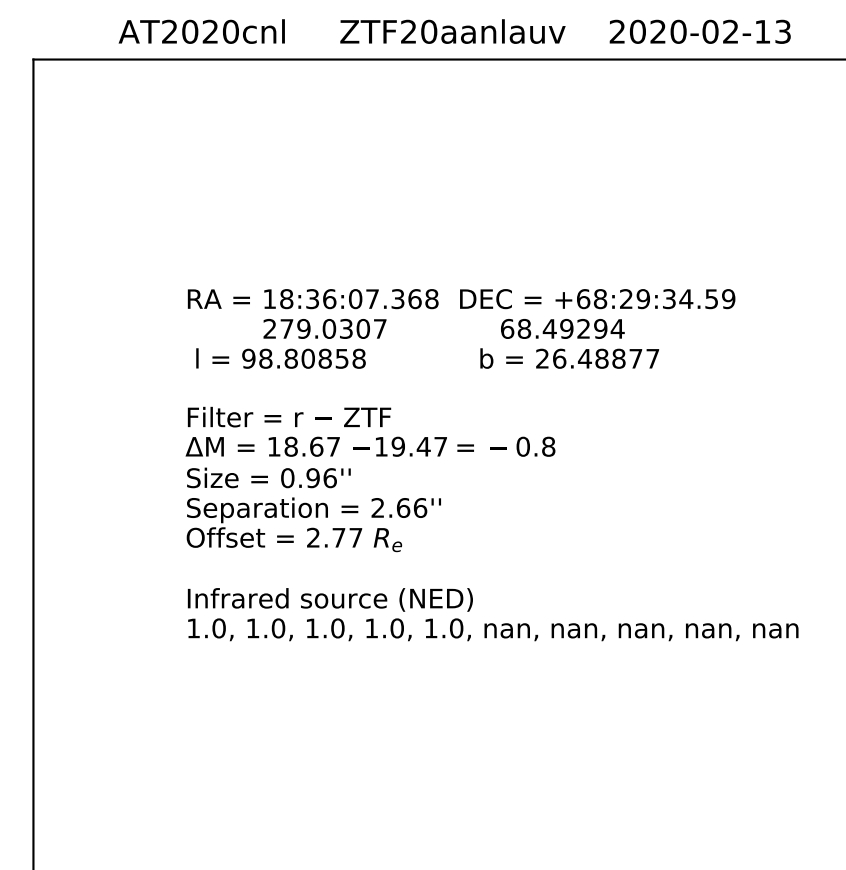 AT2020cnl ZTF20aanlauv 2020-02-13
RA = 18:36:07.368 DEC = +68:29:34.59
279.0307 68.49294
l = 98.80858 b = 26.48877
Filter = r − ZTF
ΔM = 18.67 −19.47 = − 0.8
Size = 0.96''
Separation = 2.66''
Offset = 2.77 Re
Infrared source (NED)
1.0, 1.0, 1.0, 1.0, 1.0, nan, nan, nan, nan, nan